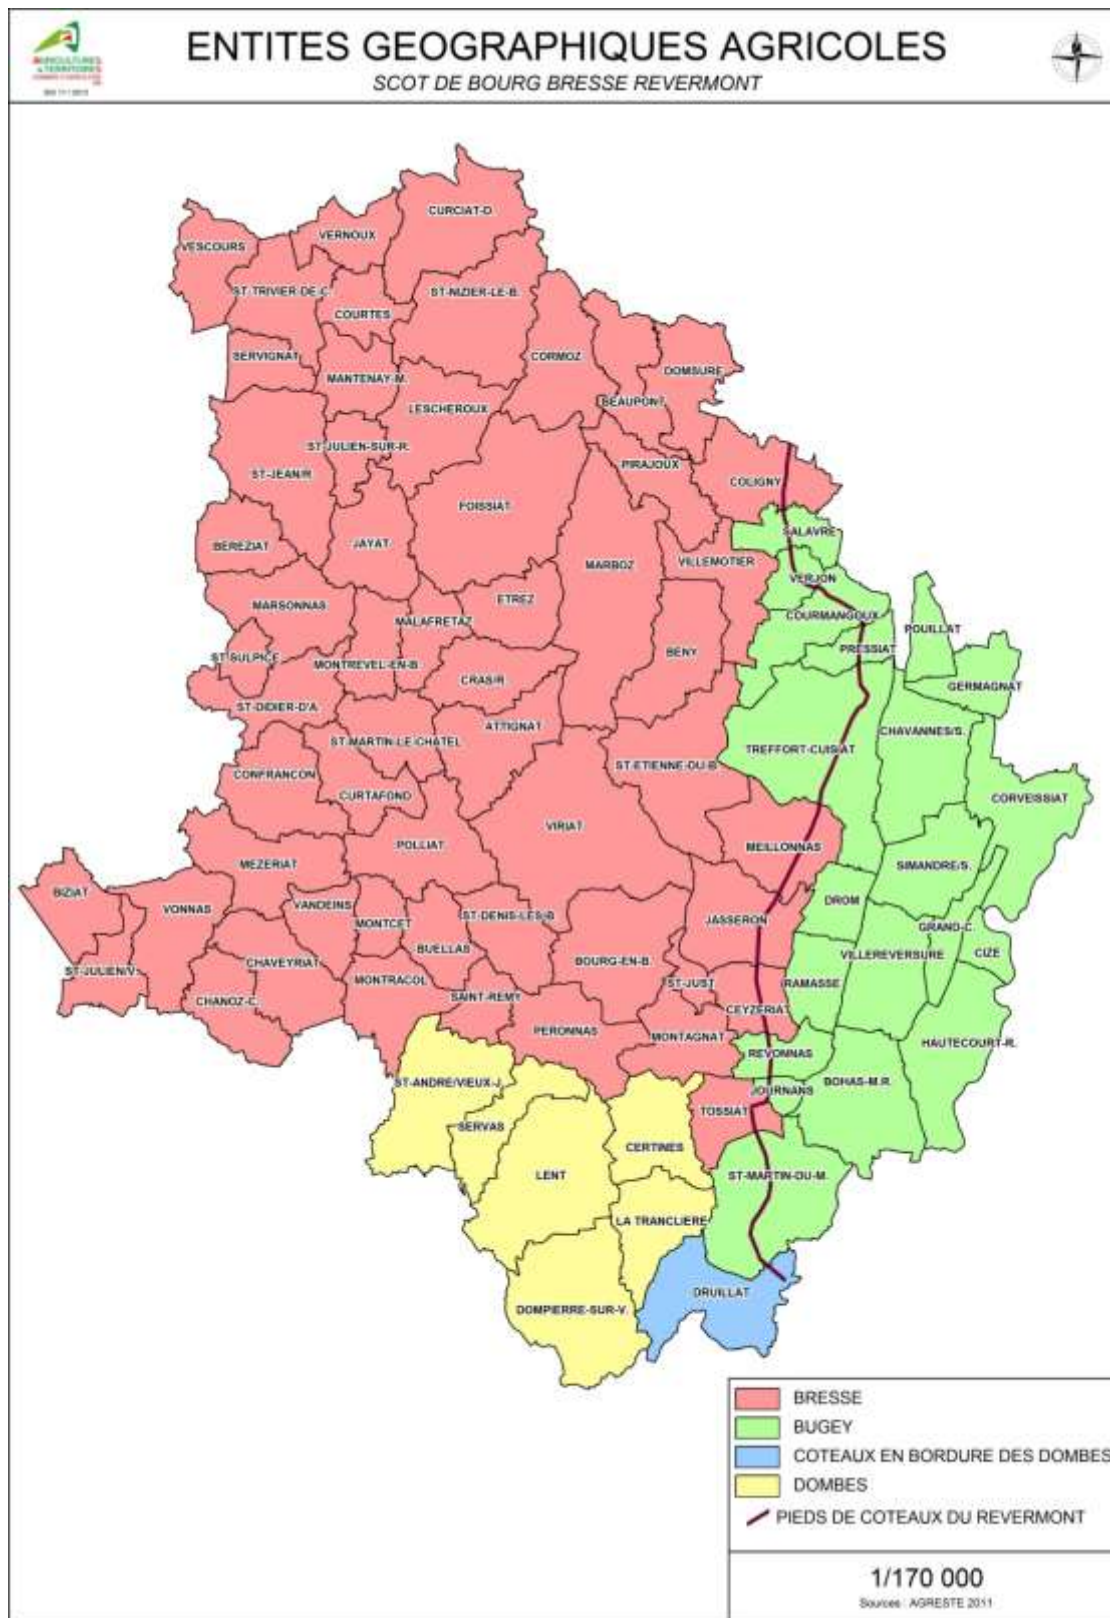 ENTITES GEOGRAPHIQUES AGRICOLES
SCOT DE BOURG BRESSE REVERMONT
AGRICULTURES
& TERRITOIRES
CURCIAT-D.
VERNOUX
VESCOURS
ST-TRIVIER-DE-C.
ST-NIZIER-LE-B.
COURTES
SERVIGNAT
CORMOZ
DOMSURE
MANTENAY-M.
BEAUPONT
LESCHEROUX
ST-JULIEN-SUR-R.
PIRAJOUX
ST-JEAN/R
COLIGNY
FOISSIAT
SALAVRE
BEREZIAT
JAYAT
MARBOZ
VILLEMOTIER
VERJON
ETREZ
MARSONNAS
COURMANGOUX
MALAFRETAZ
POUILLAT
PRESSIAT
BENY
ST-SULPICE
MONTREVEL-EN-B.
CRAS/R
GERMAGNAT
ST-DIDIER-D'A
ATTIGNAT
CHAVANNES/S.
ST-MARTIN-LE-CHATEL
TREFFORT-CUISIAT
ST-ETIENNE-DU-B
CONFRANCON
CURTAFOND
CORVEISSIAT
VIRIAT
POLLIAT
MEILLONNAS
MEZERIAT
SIMANDRE/S.
BIZIAT
VONNAS
VANDEINS
DROM
MONTCET
ST-DENIS-LES-B
JASSERON
GRAND-C.
BUELLAS
CIZE
VILLEREVERSURE
BOURG-EN-B.
CHAVEYRIAT
ST-JULIEN/V.
MONTRACOL
ST-JUST
RAMASSE
SAINT-REMY
CHANOZ-C.
CEYZERIAT
PERONNAS
MONTAGNAT
HAUTECOURT-R.
REVONNAS
ST-ANDRE/VIEUX-J.
BOHAS-M.R.
JOURNANS
TOSSIAT
SERVAS
CERTINES
LENT
ST-MARTIN-DU-M.
LA TRANCLIERE
DRUILLAT
DOMPIERRE-SUR-V.
BRESSE
BUGEY
COTEAUX EN BORDURE DES DOMBES
DOMBES
PIEDS DE COTEAUX DU REVERMONT
1/170 000
Sources : AGRESTE 2011